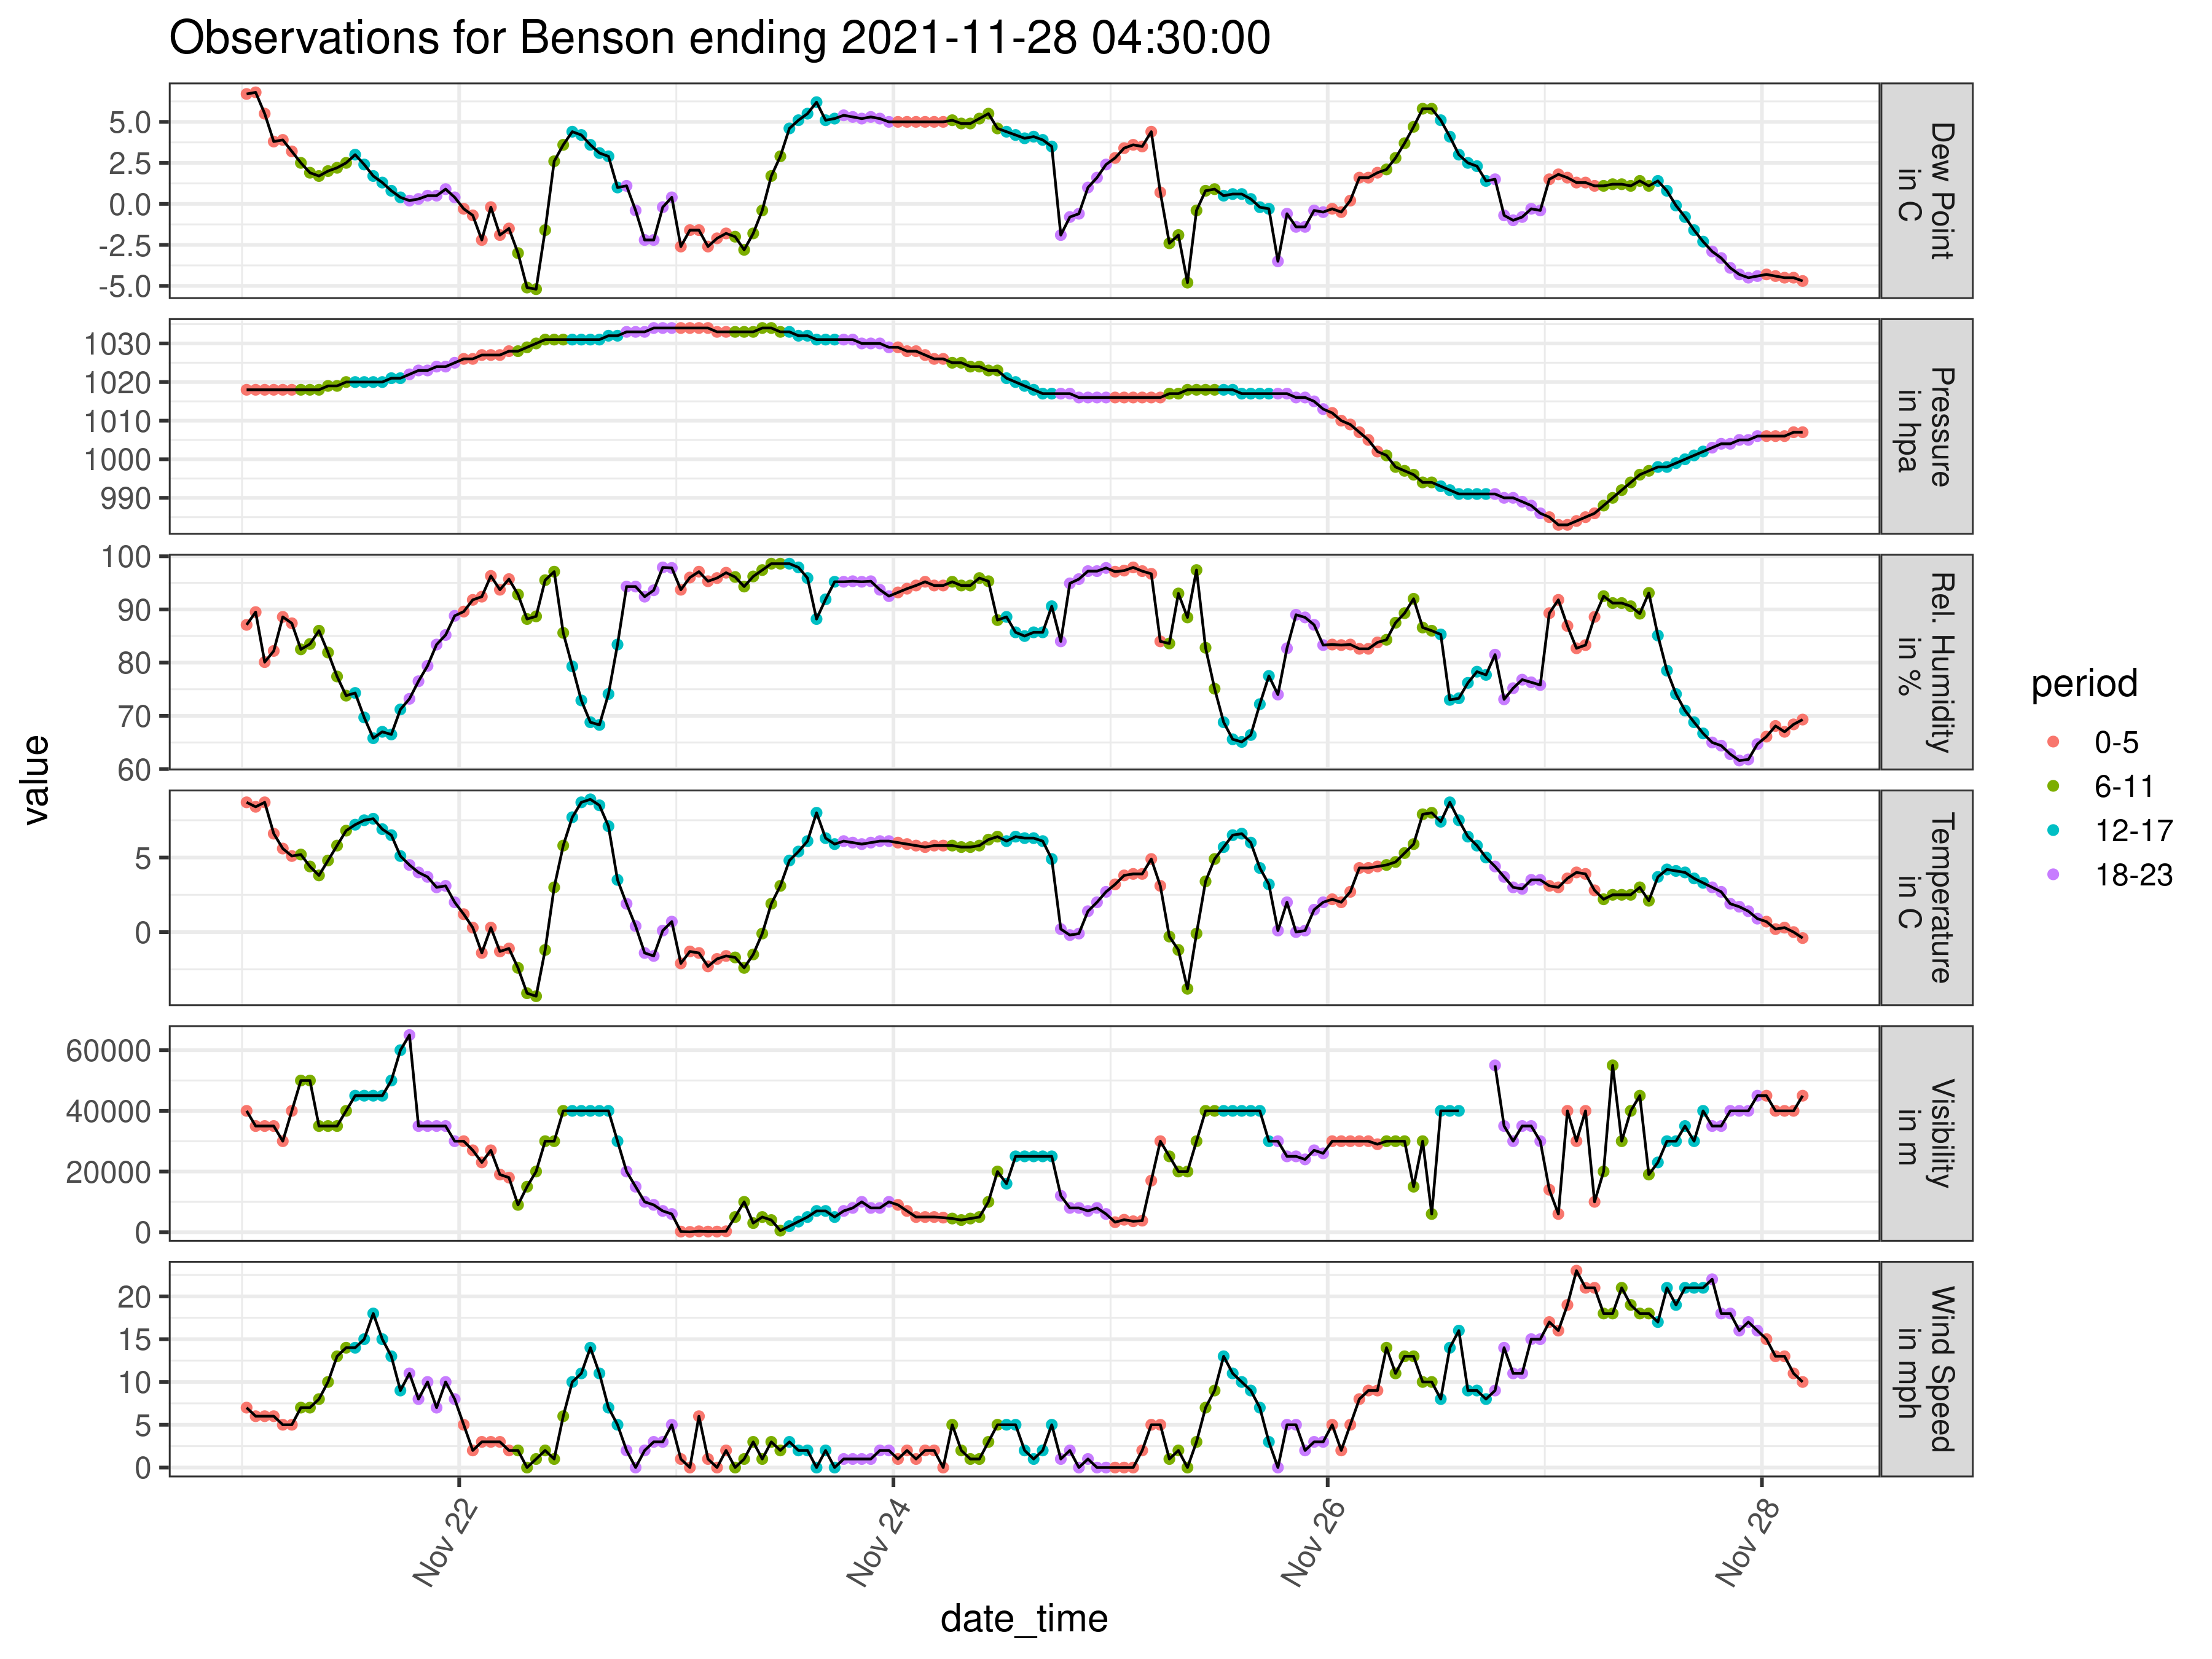 Observations for Benson ending 2021-11-28 04:30:00
value
5.0
2.5
0.0
-2.5
-5.0
Dew Point
in C
1030
1020
1010
1000
990
Pressure
in hpa
100
90
80
70
60
Rel. Humidity
in %
5
0
Temperature
in C
60000
40000
20000
0
Visibility
in m
20
15
10
5
0
Wind Speed
in mph
Nov 22
Nov 24
Nov 26
Nov 28
date_time
period
0-5
6-11
12-17
18-23